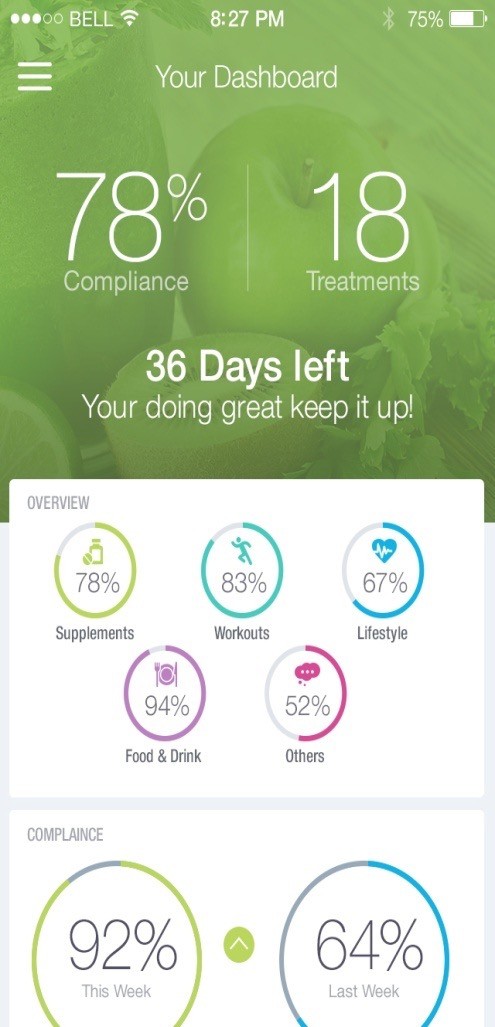 BELL 8:27 PM 75%
Your Dashboard
78% 18
Compliance Treatments
36 Days left
Your doing great keep it up!
OVERVIEW
78% 83% 67%
Supplements Workouts Lifestyle
94% 52%
Food & Drink Others
COMPLAINCE
92% 64%
This Week Last Week